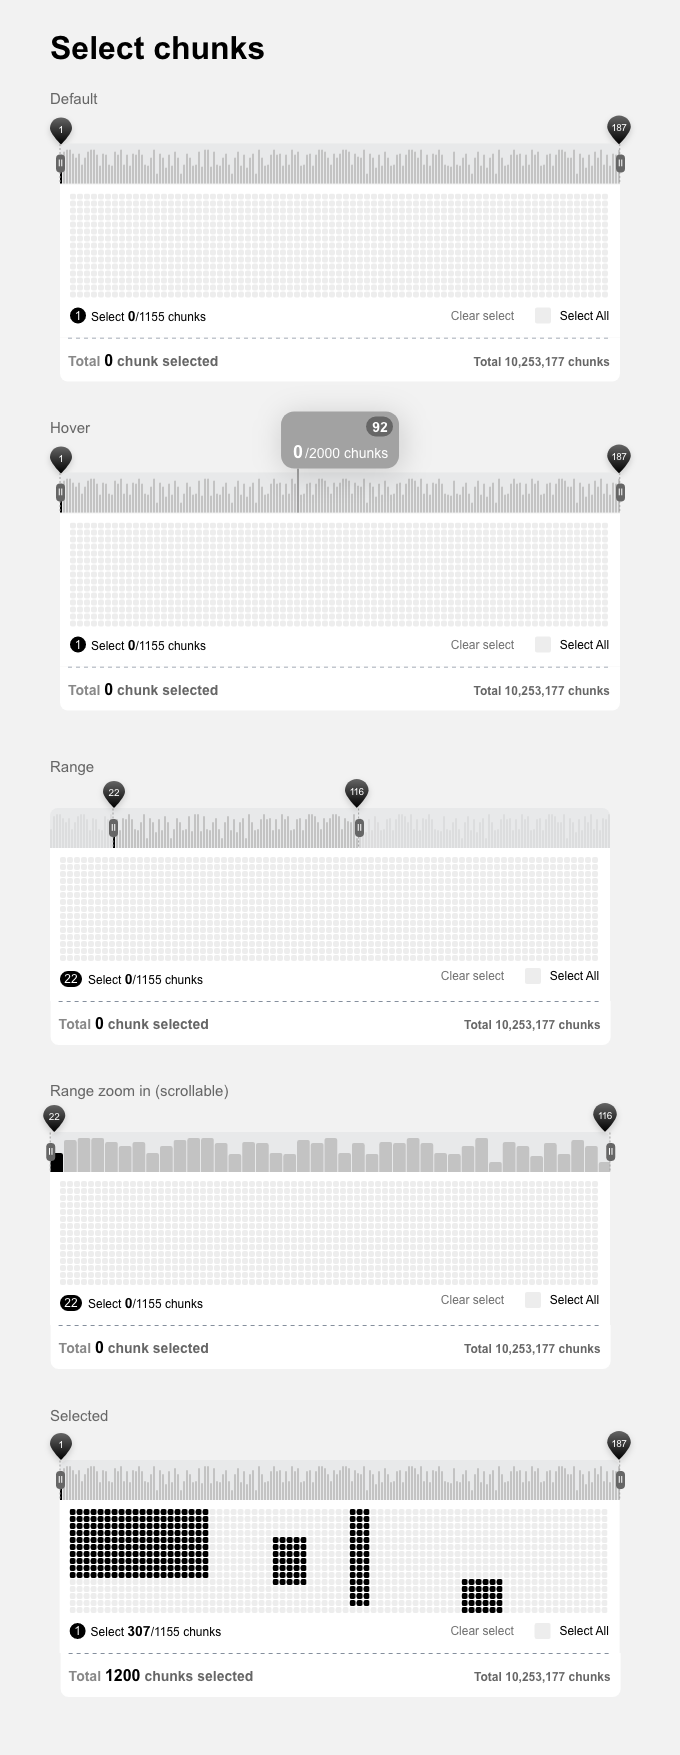 Select chunks
Default
1 187
1 Select 0/1155 chunks Clear select Select All
Total 0 chunk selected Total 10,253,177 chunks
Hover
92
0/2000 chunks
1 187
1 Select 0/1155 chunks Clear select Select All
Total 0 chunk selected Total 10,253,177 chunks
Range
22 116
22 Select 0/1155 chunks Clear select Select All
Total 0 chunk selected Total 10,253,177 chunks
Range zoom in (scrollable)
22 116
22 Select 0/1155 chunks Clear select Select All
Total 0 chunk selected Total 10,253,177 chunks
Selected
1 187
1 Select 307/1155 chunks Clear select Select All
Total 1200 chunks selected Total 10,253,177 chunks